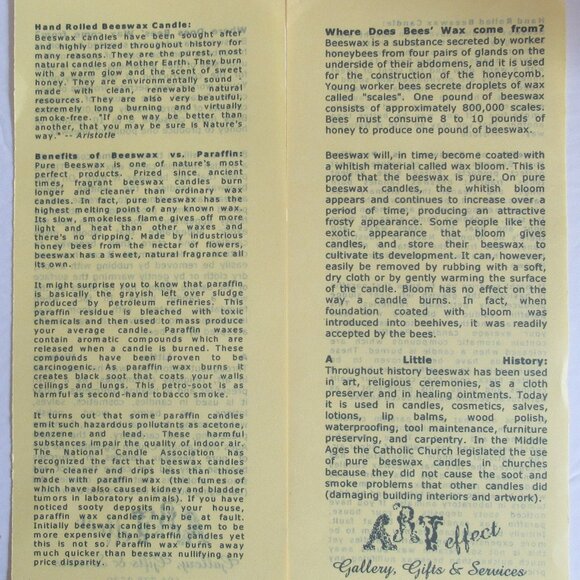 Hand Rolled Beeswax Candle:
Beeswax candles have been sought after
and highly prized throughout history for
many reasons. They are the purest, most
natural candles on Mother Earth. They burn
with a warm glow and the scent of sweet
honey. They are environmentally sound -
made with clean, renewable natural
resources. They are also very beautiful,
extremely long burning and virtually
smoke-free. "If one way be better than
another, that you may be sure is Nature's
way." -- Aristotle
Benefits of Beeswax vs. Paraffin:
Pure Beeswax is one of nature's most
perfect products. Prized since ancient
times, fragrant beeswax candles burn
longer and cleaner than ordinary wax
candles. In fact, pure beeswax has the
highest melting point of any known wax.
Its slow, smokeless flame gives off more
light and heat than other waxes and
there's no dripping. Made by industrious
honey bees from the nectar of flowers,
beeswax has a sweet, natural fragrance all
its own.
It might surprise you to know that paraffin
is basically the grayish left over sludge
produced by petroleum refineries. This
paraffin residue is bleached with toxic
chemicals and then used to mass produce
your average candle. Paraffin waxes
contain aromatic compounds which are
released when a candle is burned. These
compounds have been proven to be
carcinogic. As paraffin wax burns it
creates black soot that coats your walls
ceilings and lungs. This petro-soot is as
harmful as second-hand tobacco smoke.
It turns out that some paraffin candles
emit such hazardous pollutants as acetone,
benzene and lead. These harmful
substances impair the quality of indoor air.
The National Candle Association has
recognized the fact that beeswax candles
burn cleaner and drips less than those
made with paraffin wax (the fumes of
which have also caused kidney and bladder
tumors in laboratory animals). If you have
noticed sooty deposits in your house
paraffin wax candles may be at fault.
Initially beeswax candles may seem to be
more expensive than paraffin candles yet
this is not so. Paraffin wax burns away
much quicker than beeswax nullifying any
price disparity.
Where Does Bees' Wax come from?
Beeswax is a substance secreted by worker
honeybees from four pairs of glands on the
underside of their abdomens, and it is used
for the construction of the honeycomb.
Young worker bees secrete droplets of wax
called "scales". One pound of beeswax
consists of approximately 800,000 scales.
Bees must consume 8 to 10 pounds of
honey to produce one pound of beeswax.
Beeswax will, in time, become coated with
a whitish material called wax bloom. This is
proof that the beeswax is pure. On pure
beeswax candles, the whitish bloom
appears and continues to increase over a
period of time, producing an attractive
frosty appearance. Some people like the
exotic appearance that bloom gives
candles, and store their beeswax to
cultivate its development. It can, however,
easily be removed by rubbing with a soft,
dry cloth or by gently warming the surface
of the candle. Bloom has no effect on the
way a candle burns. In fact, when
foundation coated with bloom was
introduced into beehives, it was readily
accepted by the bees.
A Little History:
Throughout history beeswax has been used
in art, religious ceremonies, as a cloth
preserver and in healing ointments. Today
it is used in candles, cosmetics, salves,
lotions, lip balms, wood polish,
waterproofing, tool maintenance, furniture
preserving, and carpentry. In the Middle
Ages the Catholic Church legislated the use
of pure beeswax candles in churches
because they did not cause the soot and
smoke problems that other candles did
(damaging building interiors and artwork).
ART effect
Gallery, Gifts & Services